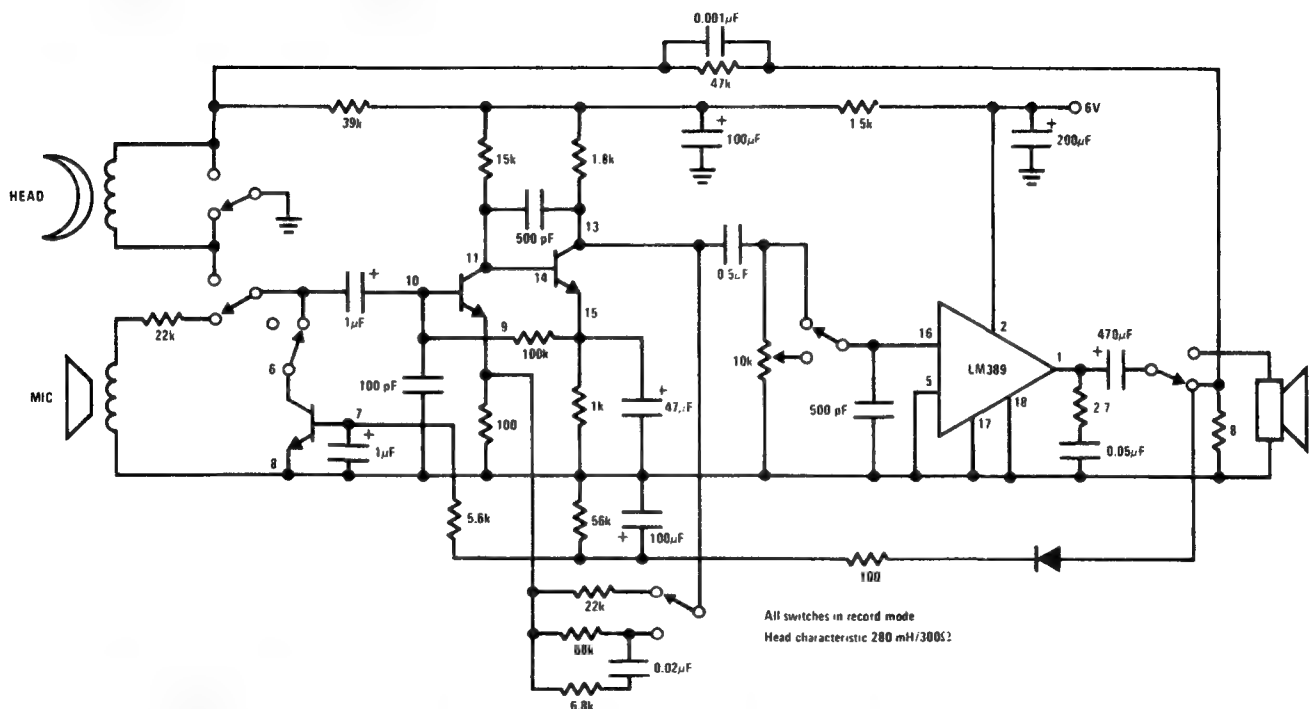 0.001µF
47k
39k
1 5k
6V
15k
1.8k
100µF
+
200µF
+
HEAD
500 pF
13
11
14
10
15
0.5µF
1µF
+
22k
9
100k
16
2
470µF
+
1
LM389
6
100 pF
10k
5
MIC
7
1k
47µF
+
500 pF
18
17
2 7
8
100
8
1µF
+
0.05µF
5.6k
56k
100µF
+
100
22k
68k
0.02µF
6.8k
All switches in record mode
Head characteristic 280 mH/300Ω